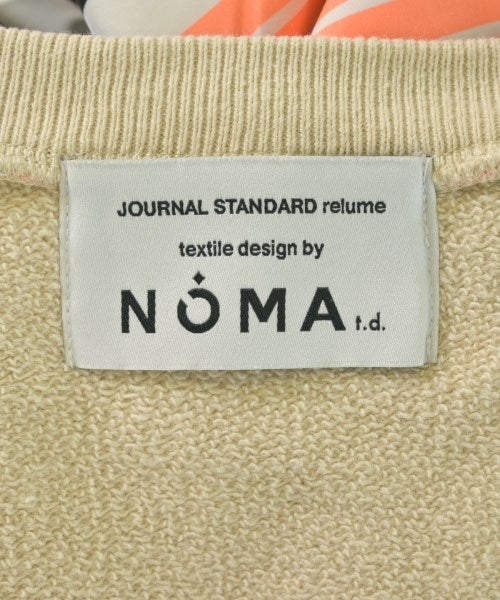 JOURNAL STANDARD relume
textile design by
NOMA t.d.